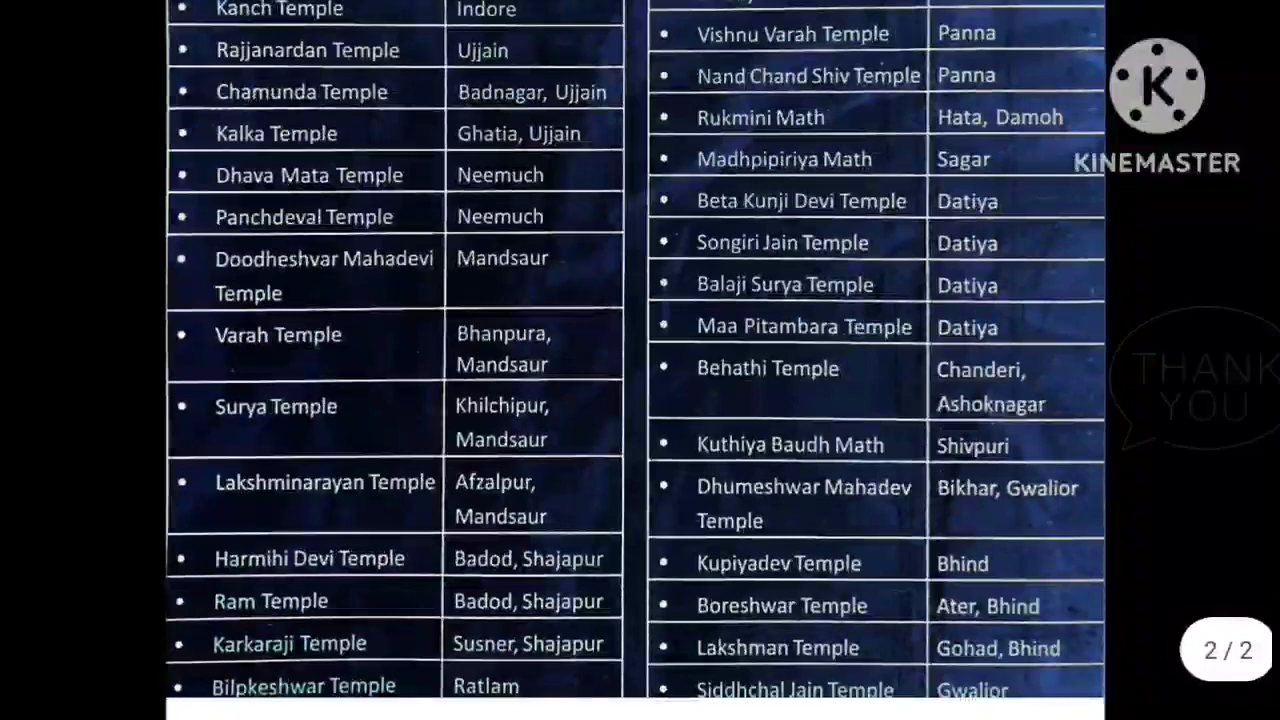 Kanch Temple Indore
Rajjanardan Temple Ujjain
Chamunda Temple Badnagar, Ujjain
Kalka Temple Ghatia, Ujjain
Dhava Mata Temple Neemuch
Panchdeval Temple Neemuch
Doodheshvar Mahadevi Mandsaur
Temple
Varah Temple Bhanpura,
Mandsaur
Surya Temple Khilchipur,
Mandsaur
Lakshminarayan Temple Afzalpur,
Mandsaur
Harmihi Devi Temple Badod, Shajapur
Ram Temple Badod, Shajapur
Karkaraji Temple Susner, Shajapur
Bilpkeshwar Temple Ratlam
Vishnu Varah Temple Panna
Nand Chand Shiv Temple Panna
Rukmini Math Hata, Damoh
Madhpipiriya Math Sagar
Beta Kunji Devi Temple Datiya
Songiri Jain Temple Datiya
Balaji Surya Temple Datiya
Maa Pitambara Temple Datiya
Behathi Temple Chanderi,
Ashoknagar
Kuthiya Baudh Math Shivpuri
Dhumeshwar Mahadev Bikhar, Gwalior
Temple
Kupiyadev Temple Bhind
Boreshwar Temple Ater, Bhind
Lakshman Temple Gohad, Bhind
Siddhchal Jain Temple Gwalior
K
KINEMASTER
THANK
YOU
2 / 2